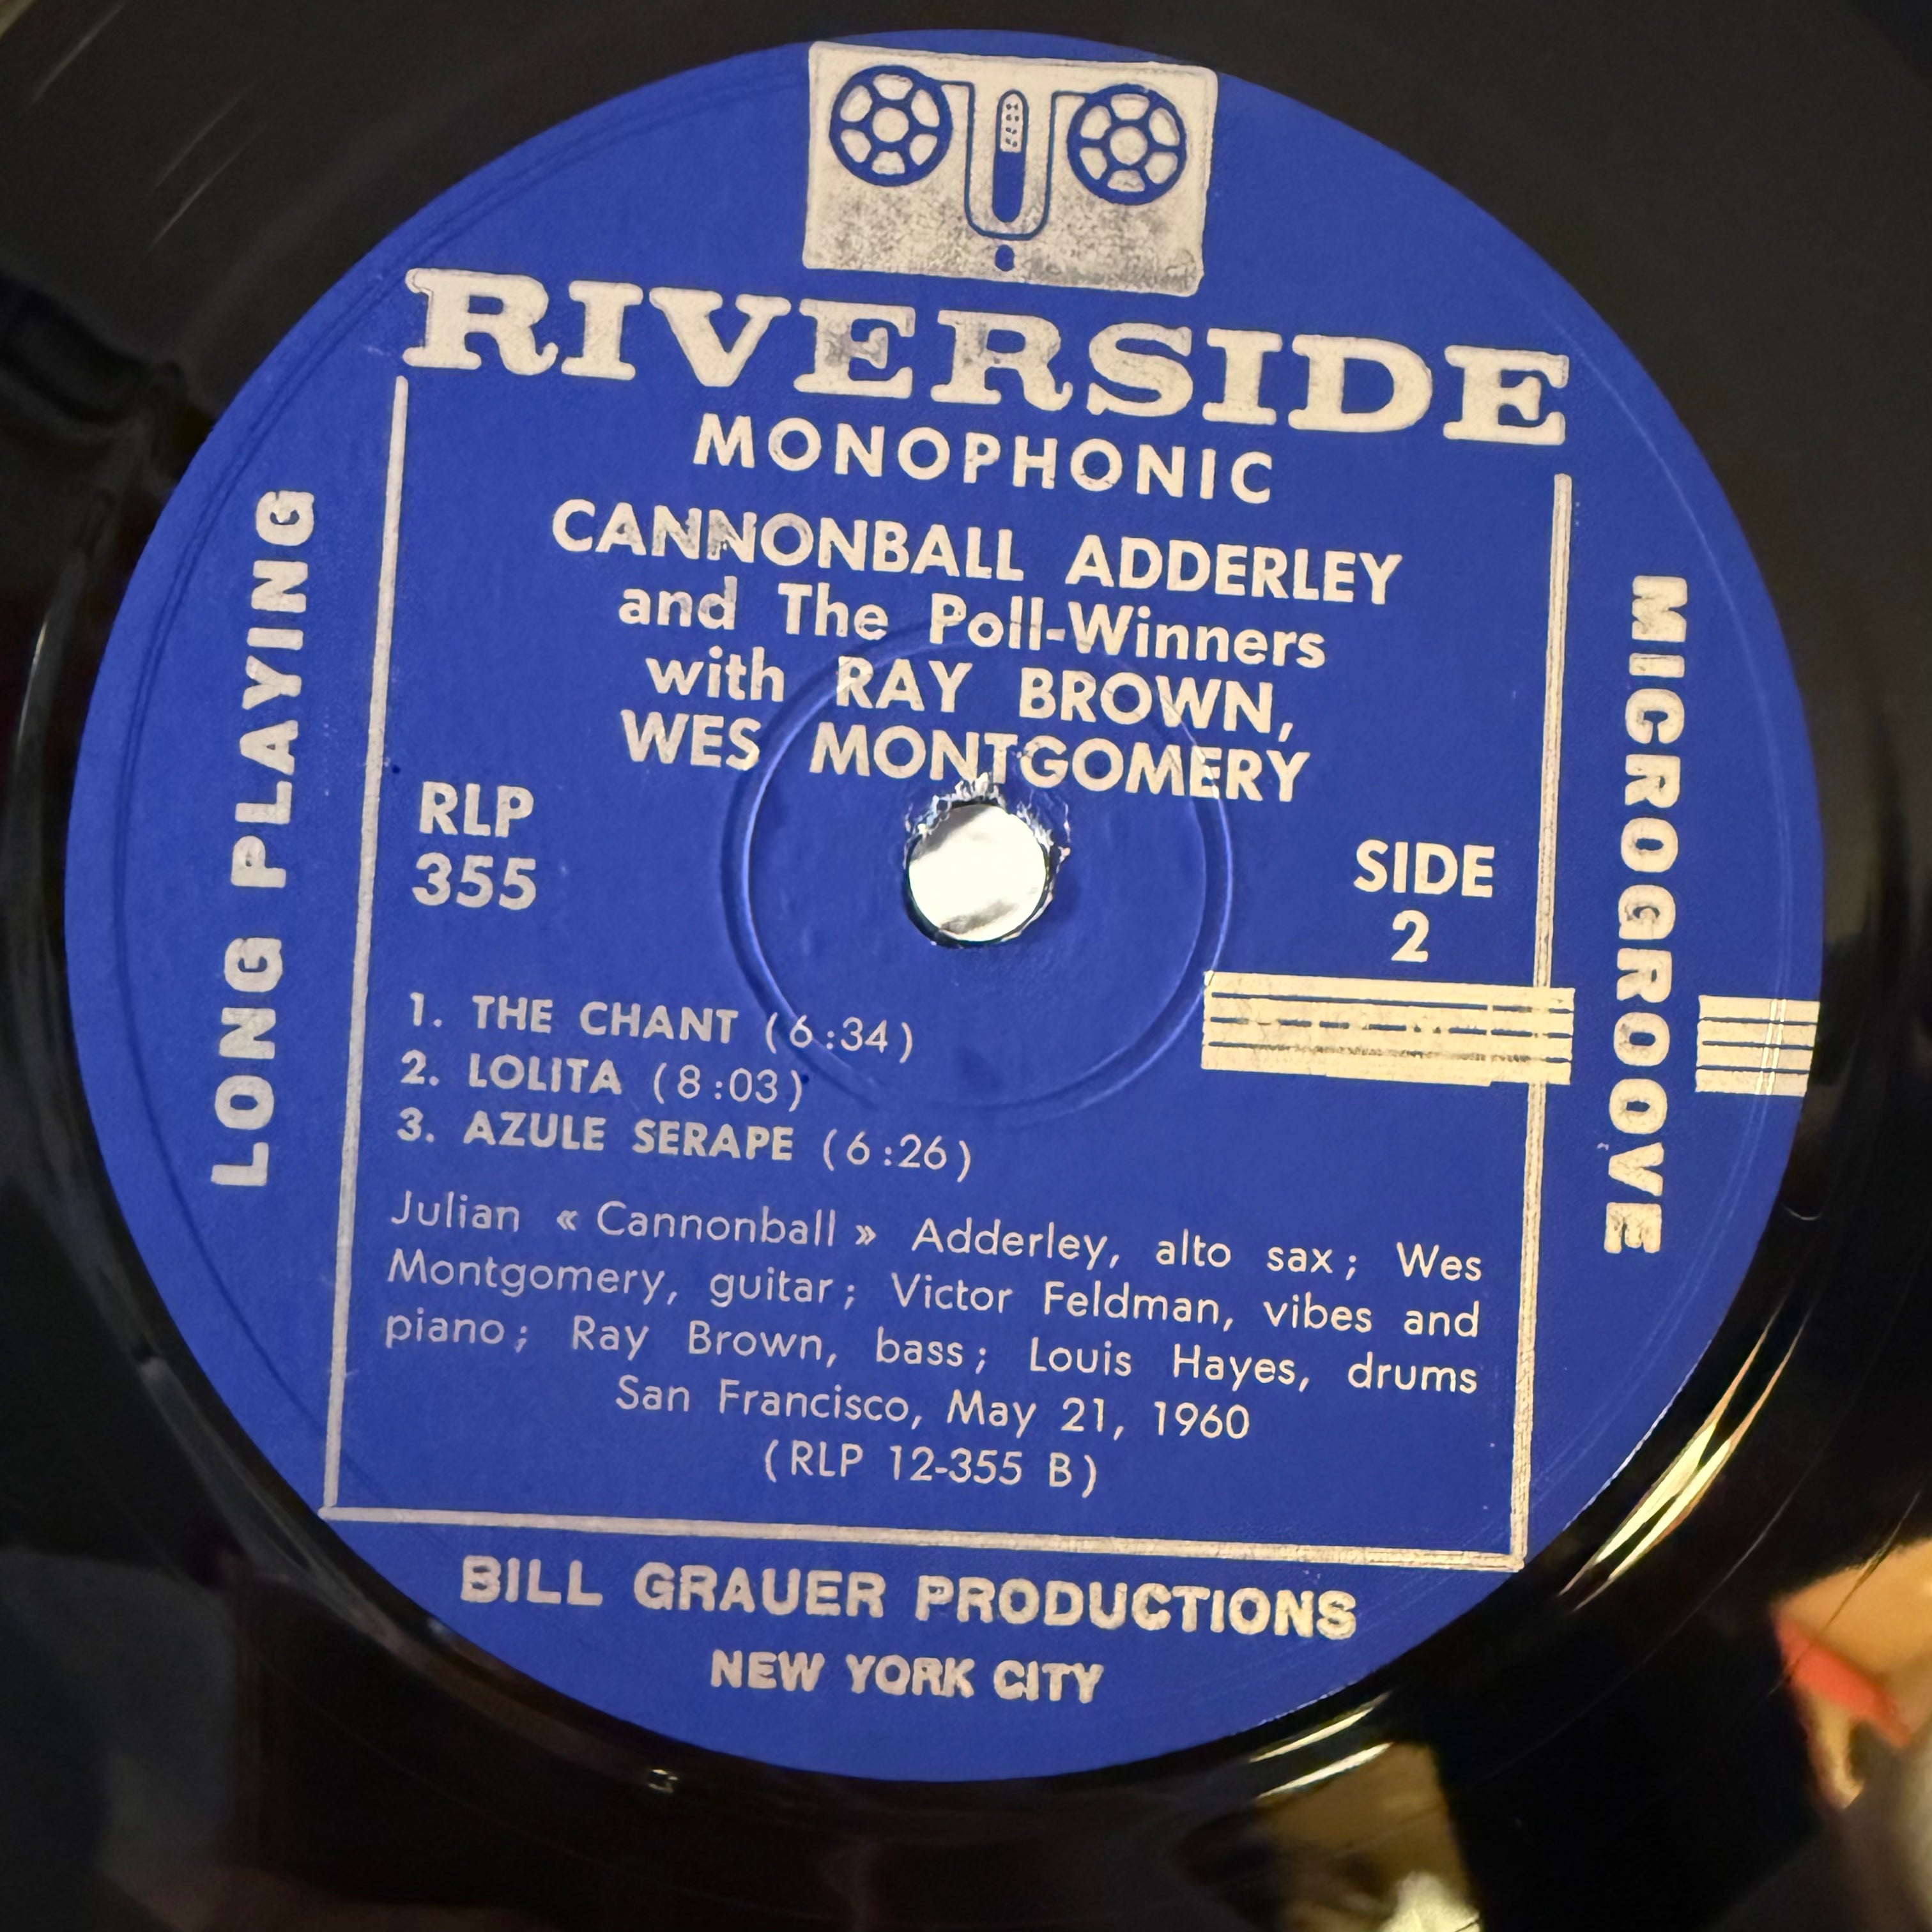 RIVERSIDE
MONOPHONIC
CANNONBALL ADDERLEY
and The Poll-Winners
with RAY BROWN,
WES MONTGOMERY
RLP
355
SIDE
2
LONG PLAYING
MICROGROOVE
1. THE CHANT (6:34)
2. LOLITA (8:03)
3. AZULE SERAPE (6:26)
Julian « Cannonball » Adderley, alto sax; Wes
Montgomery, guitar; Victor Feldman, vibes and
piano; Ray Brown, bass; Louis Hayes, drums
San Francisco, May 21, 1960
(RLP 12-355 B)
BILL GRAUER PRODUCTIONS
NEW YORK CITY